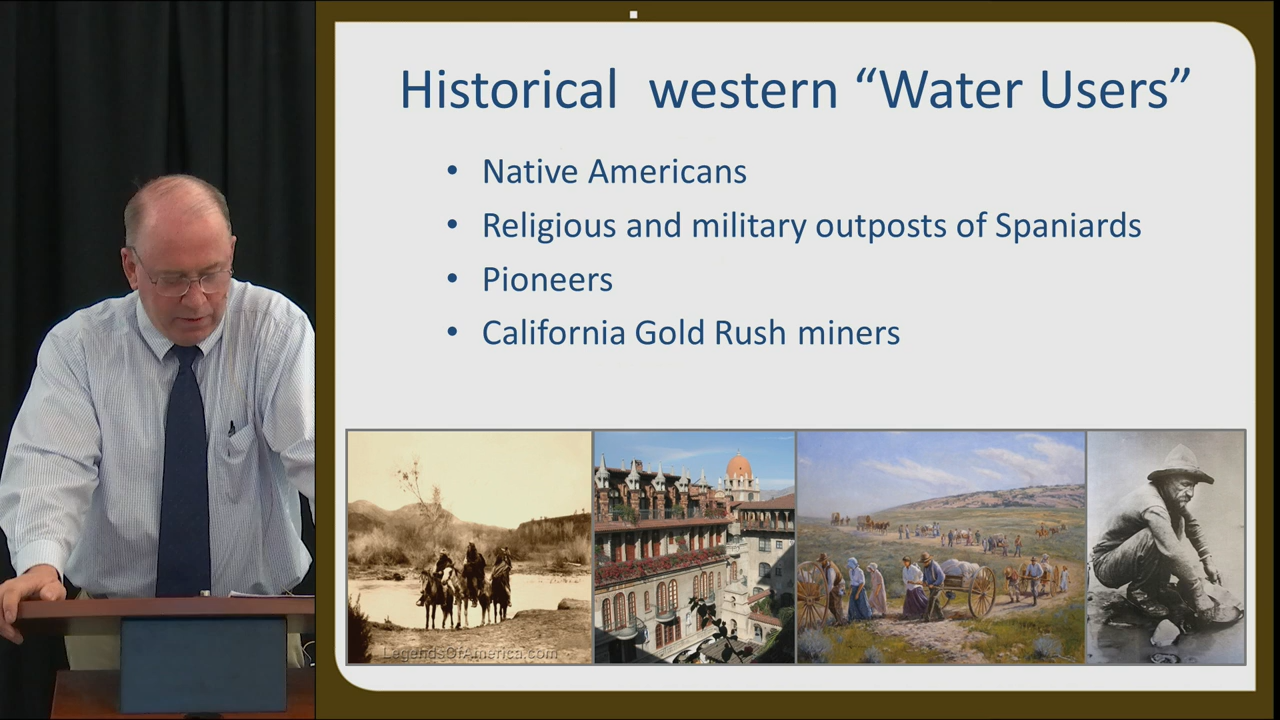 Historical western “Water Users”
• Native Americans
• Religious and military outposts of Spaniards
• Pioneers
• California Gold Rush miners
LegendsOfAmerica.com